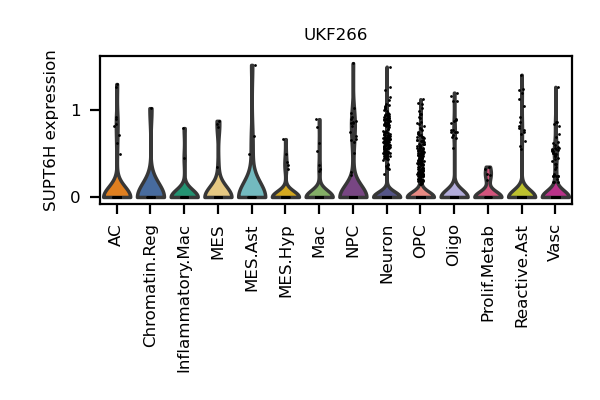 UKF266
SUPT6H expression
1
0
AC
Chromatin.Reg
Inflammatory.Mac
MES
MES.Ast
MES.Hyp
Mac
NPC
Neuron
OPC
Oligo
Prolif.Metab
Reactive.Ast
Vasc